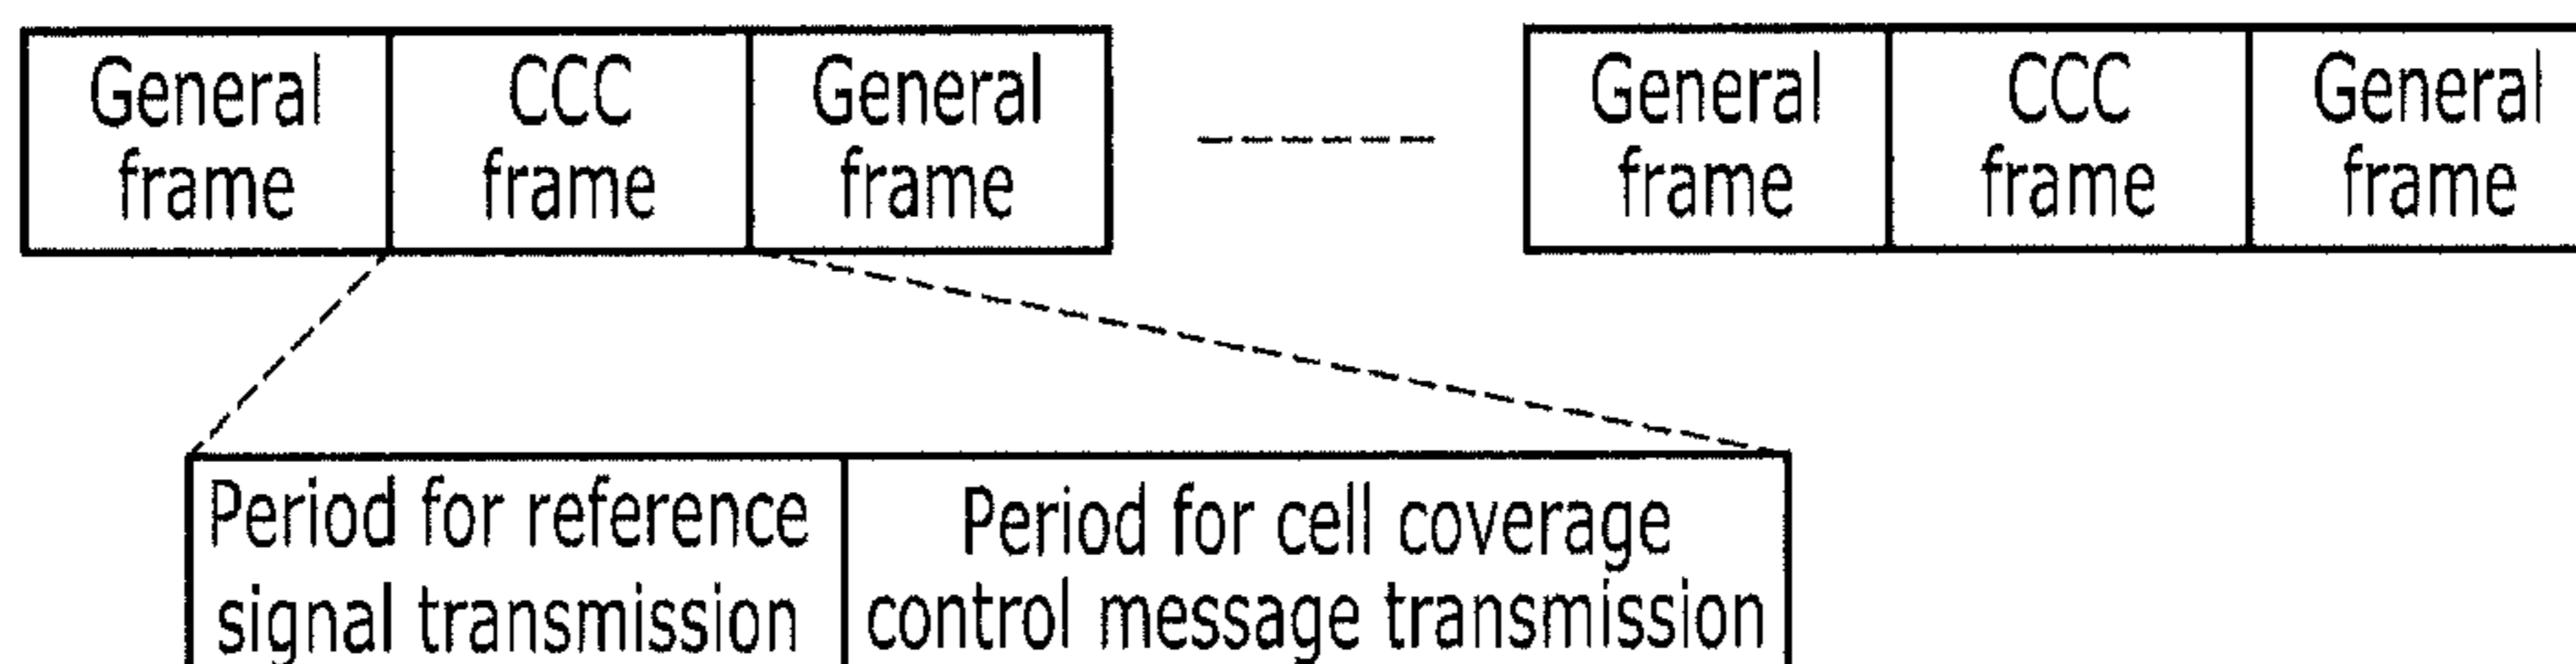 General
frame
CCC
frame
General
frame
General
frame
CCC
frame
General
frame
Period for reference
signal transmission
Period for cell coverage
control message transmission